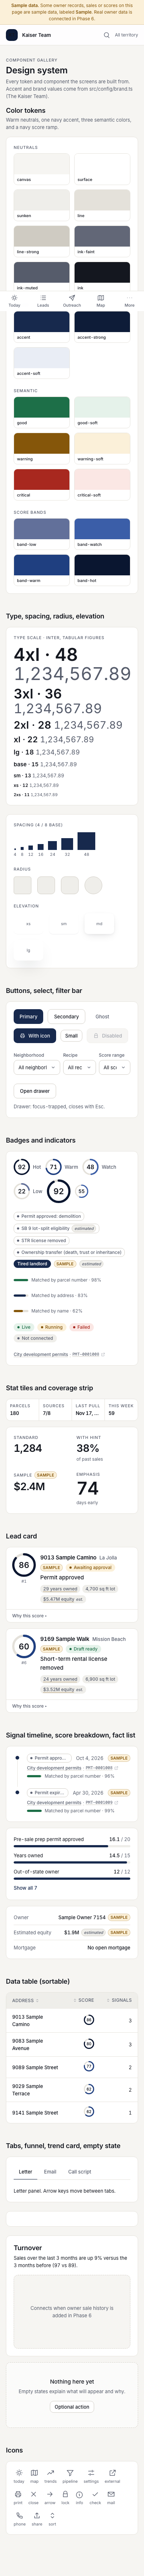 Sample data. Some owner records, sales or scores on this page are sample data, labeled Sample. Real owner data is connected in Phase 6.
Kaiser Team
All territory
COMPONENT GALLERY
Design system
Every token and component the screens are built from.
Accent and brand values come from src/config/brand.ts
(The Kaiser Team).
Color tokens
Warm neutrals, one navy accent, three semantic colors,
and a navy score ramp.
NEUTRALS
canvas
surface
sunken
line
line-strong
ink-faint
ink-muted
ink
Today
Leads
Outreach
Map
More
accent
accent-strong
accent-soft
SEMANTIC
good
good-soft
warning
warning-soft
critical
critical-soft
SCORE BANDS
band-low
band-watch
band-warm
band-hot
Type, spacing, radius, elevation
TYPE SCALE · INTER, TABULAR FIGURES
4xl · 48
1,234,567.89
3xl · 36
1,234,567.89
2xl · 28 1,234,567.89
xl · 22 1,234,567.89
lg · 18 1,234,567.89
base · 15 1,234,567.89
sm · 13 1,234,567.89
xs · 12 1,234,567.89
2xs · 11 1,234,567.89
SPACING (4 / 8 BASE)
4 8 12 16 24 32 48
RADIUS
ELEVATION
xs
sm
md
lg
Buttons, select, filter bar
Primary
Secondary
Ghost
With icon
Small
Disabled
Neighborhood
Recipe
Score range
All neighborh
All rec
All sc
Open drawer
Drawer: focus-trapped, closes with Esc.
Badges and indicators
92 Hot
71 Warm
48 Watch
22 Low
92
55
Permit approved: demolition
SB 9 lot-split eligibility estimated
STR license removed
Ownership transfer (death, trust or inheritance)
Tired landlord
SAMPLE
estimated
Matched by parcel number · 98%
Matched by address · 83%
Matched by name · 62%
Live
Running
Failed
Not connected
City development permits · PMT-0001003
Stat tiles and coverage strip
PARCELS
180
SOURCES
7/8
LAST PULL
Nov 17, ...
THIS WEEK
59
STANDARD
1,284
WITH HINT
38%
of past sales
SAMPLE SAMPLE
$2.4M
EMPHASIS
74
days early
Lead card
86
#1
9013 Sample Camino La Jolla
SAMPLE
Awaiting approval
Permit approved
29 years owned
4,700 sq ft lot
$5.47M equity est.
Why this score ›
60
9169 Sample Walk Mission Beach
SAMPLE
Draft ready
Short-term rental license
removed
24 years owned
6,900 sq ft lot
$3.52M equity est.
Why this score ›
Signal timeline, score breakdown, fact list
Permit appro...
Oct 4, 2026
SAMPLE
City development permits
Matched by parcel number · 98%
Permit expir...
Apr 30, 2026
SAMPLE
City development permits
Matched by parcel number · 99%
Pre-sale prep permit approved
16.1 / 20
Years owned
14.5 / 15
Out-of-state owner
12 / 12
Show all 7
Owner
Sample Owner 7154 SAMPLE
Estimated equity
$1.9M estimated SAMPLE
Mortgage
No open mortgage
Data table (sortable)
ADDRESS
SCORE
SIGNALS
9013 Sample
Camino
86
3
9083 Sample
Avenue
3
9089 Sample Street
2
9029 Sample
Terrace
2
9141 Sample Street
1
Tabs, funnel, trend card, empty state
Letter
Email
Call script
Letter panel. Arrow keys move between tabs.
Turnover
Sales over the last 3 months are up 9% versus the
3 months before (97 vs 89).
Connects when owner sale history is
added in Phase 6
Nothing here yet
Empty states explain what will appear and why.
Optional action
Icons
today
map
trends
pipeline
settings
external
print
close
arrow
lock
info
check
mail
phone
share
sort